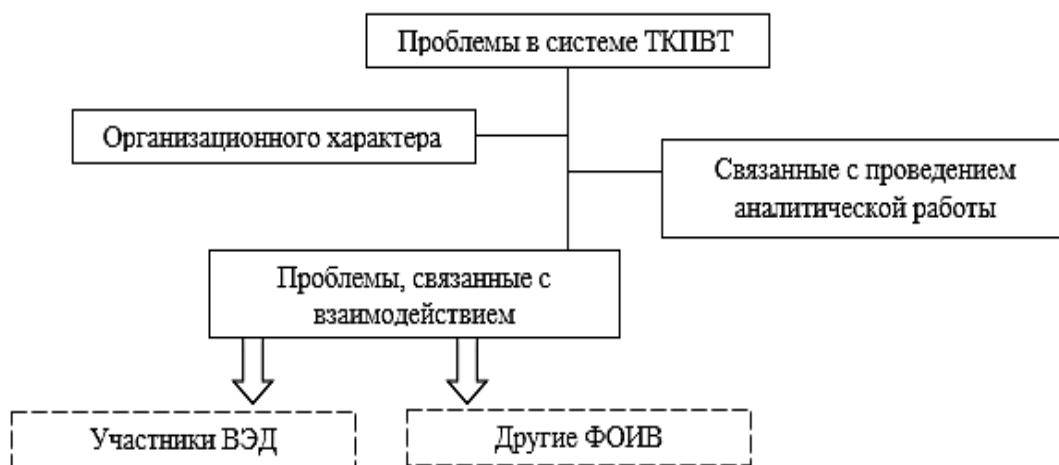 Проблемы в системе ТКПВТ
Организационного характера
Связанные с проведением
аналитической работы
Проблемы, связанные с
взаимодействием
Участники ВЭД
Другие ФОИВ